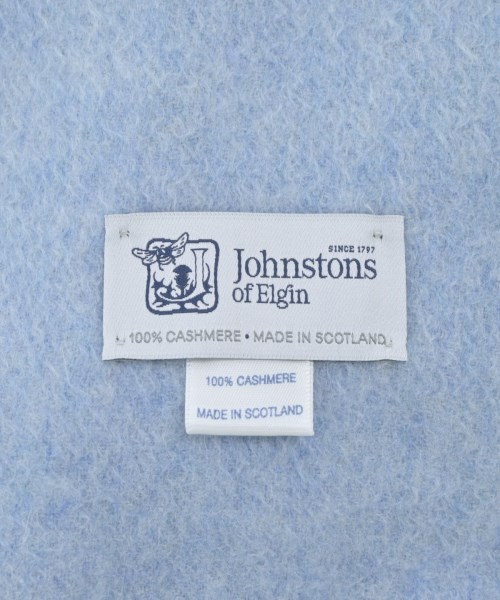 SINCE 1797
Johnstons
of Elgin
100% CASHMERE • MADE IN SCOTLAND
100% CASHMERE
MADE IN SCOTLAND